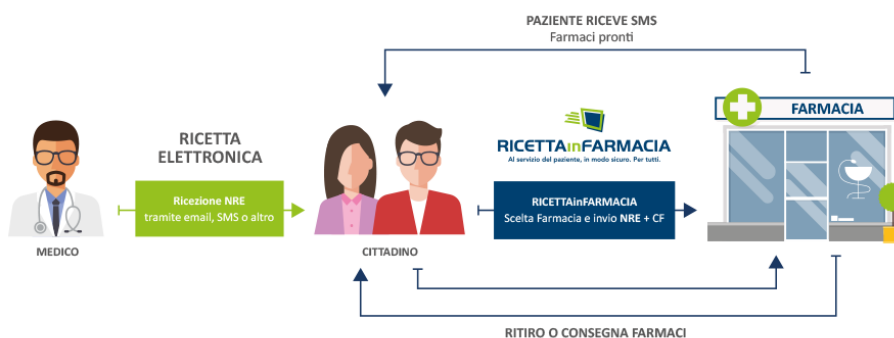 PAZIENTE RICEVE SMS
Farmaci pronti
FARMACIA
RICETTA
ELETTRONICA
RICETTAinFARMACIA
Al servizio del paziente, in modo sicuro. Per tutti.
Ricezione NRE
tramite email, SMS o altro
RICETTAinFARMACIA
Scelta Farmacia e invio NRE + CF
MEDICO
CITTADINO
RITIRO O CONSEGNA FARMACI